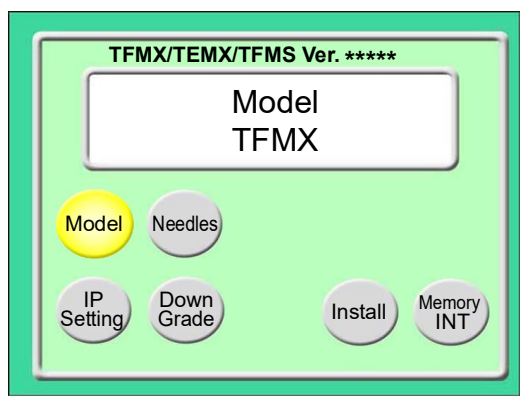 TFMX/TEMX/TFMS Ver. *****
Model
TFMX
Model
Needles
IP
Setting
Down
Grade
Install
Memory
INT